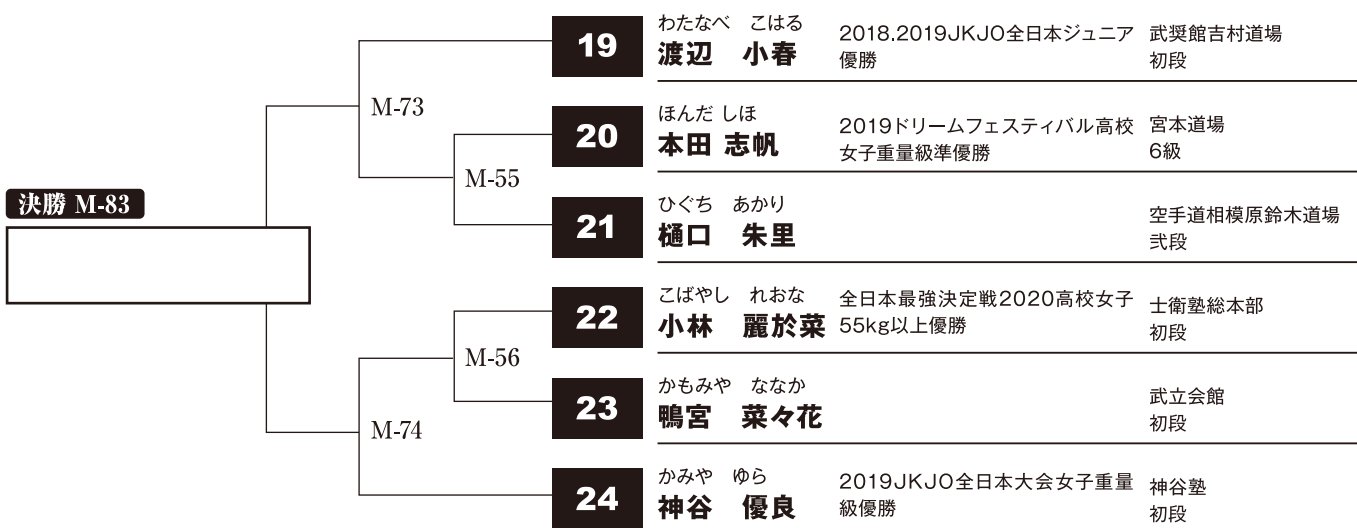 決勝 M-83
M-73
M-55
M-56
M-74
19
わたなべ こはる
渡辺 小春
2018.2019JKJO全日本ジュニア
優勝
武奨館吉村道場
初段
20
ほんだ しほ
本田 志帆
2019ドリームフェスティバル高校
女子重量級準優勝
宮本道場
6級
21
ひぐち あかり
樋口 朱里
空手道相模原鈴木道場
弐段
22
こばやし れおな
小林 麗於菜
全日本最強決定戦2020高校女子
55kg以上優勝
士衛塾総本部
初段
23
かもみや ななか
鴨宮 菜々花
武立会館
初段
24
かみや ゆら
神谷 優良
2019JKJO全日本大会女子重量
級優勝
神谷塾
初段